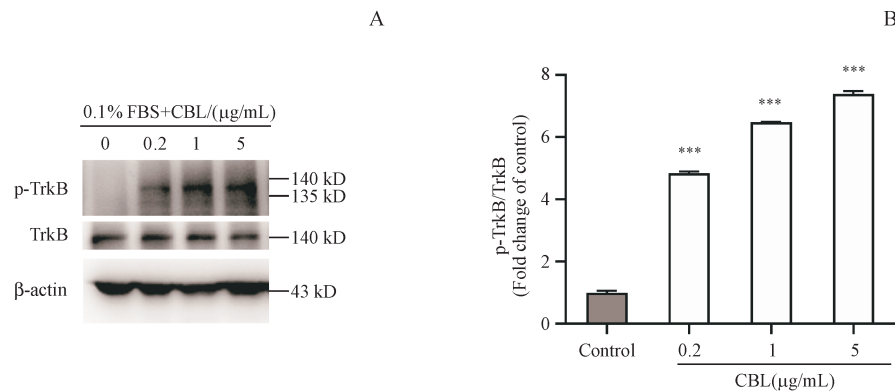 A
0.1% FBS+CBL/(μg/mL)
0 0.2 1 5
p-TrkB
140 kD
135 kD
TrkB
140 kD
β-actin
43 kD
B
p-TrkB/TrkB
(Fold change of control)
8
6
4
2
0
***
***
***
Control 0.2 1 5
CBL(μg/mL)